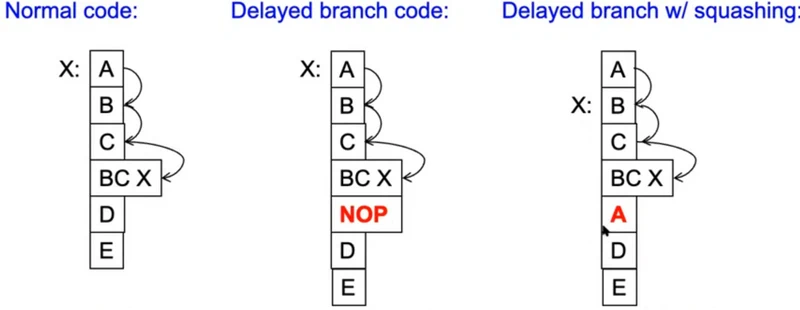 Normal code:
Delayed branch code:
Delayed branch w/ squashing:
X: A
B
C
BC X
D
E
X: A
B
C
BC X
NOP
D
E
A
X: B
C
BC X
A
D
E